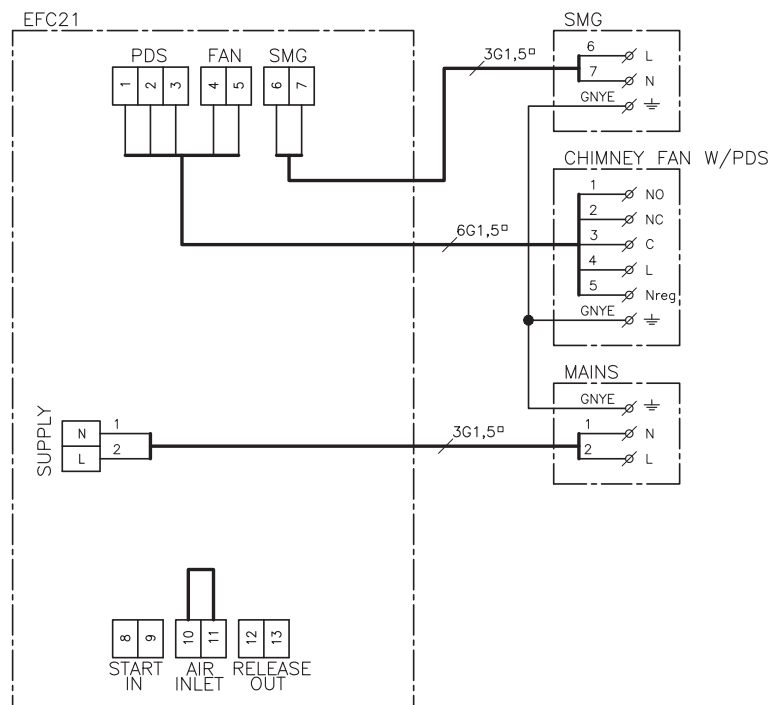 EFC21
PDS FAN SMG
1 2 3 4 5 6 7
3G1,5▫
SMG
6 L
7 N
GNYE
CHIMNEY FAN W/PDS
1 NO
2 NC
6G1,5▫
3 C
4 L
5 Nreg
GNYE
MAINS
GNYE
SUPPLY
N 1
L 2
3G1,5▫
1 N
2 L
8 9 10 11 12 13
START IN
AIR INLET
RELEASE OUT